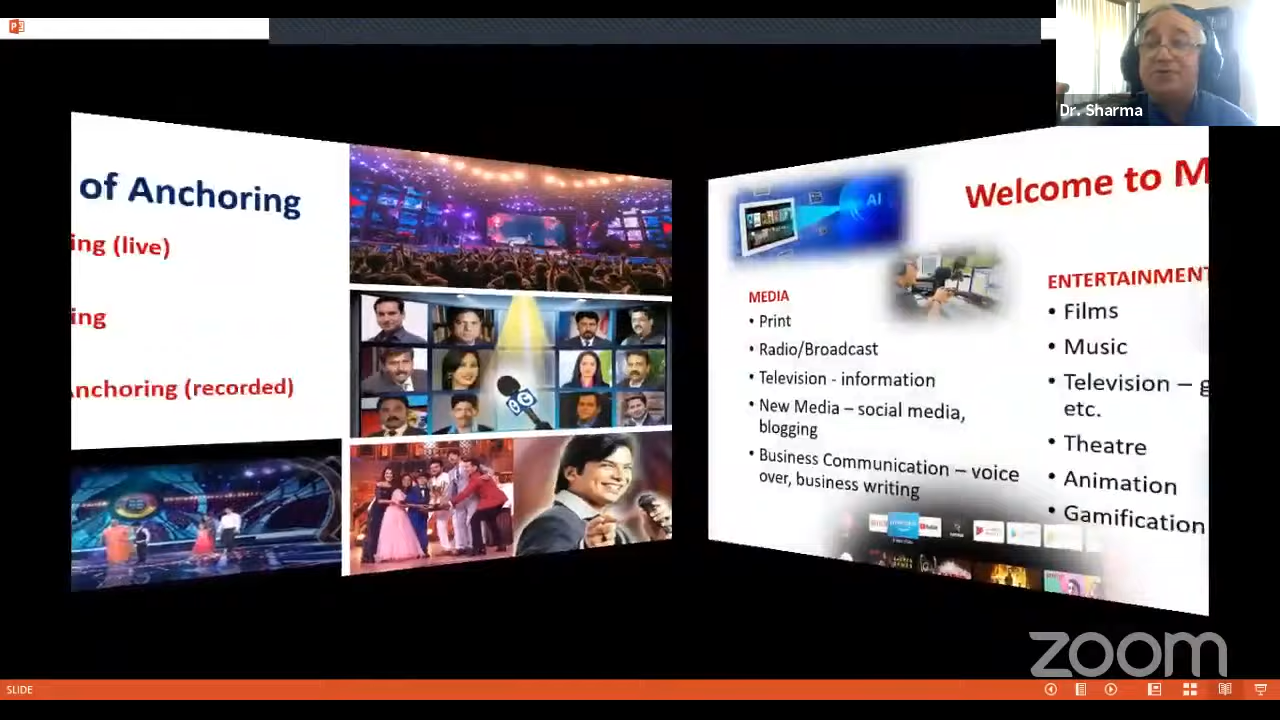 Dr. Sharma
of Anchoring
ing (live)
ing
Anchoring (recorded)
AI
Welcome to M
MEDIA
• Print
• Radio/Broadcast
• Television - information
• New Media – social media,
blogging
• Business Communication – voice
over, business writing
ENTERTAINMENT
• Films
• Music
• Television – g
etc.
• Theatre
• Animation
• Gamification
zoom
SLIDE